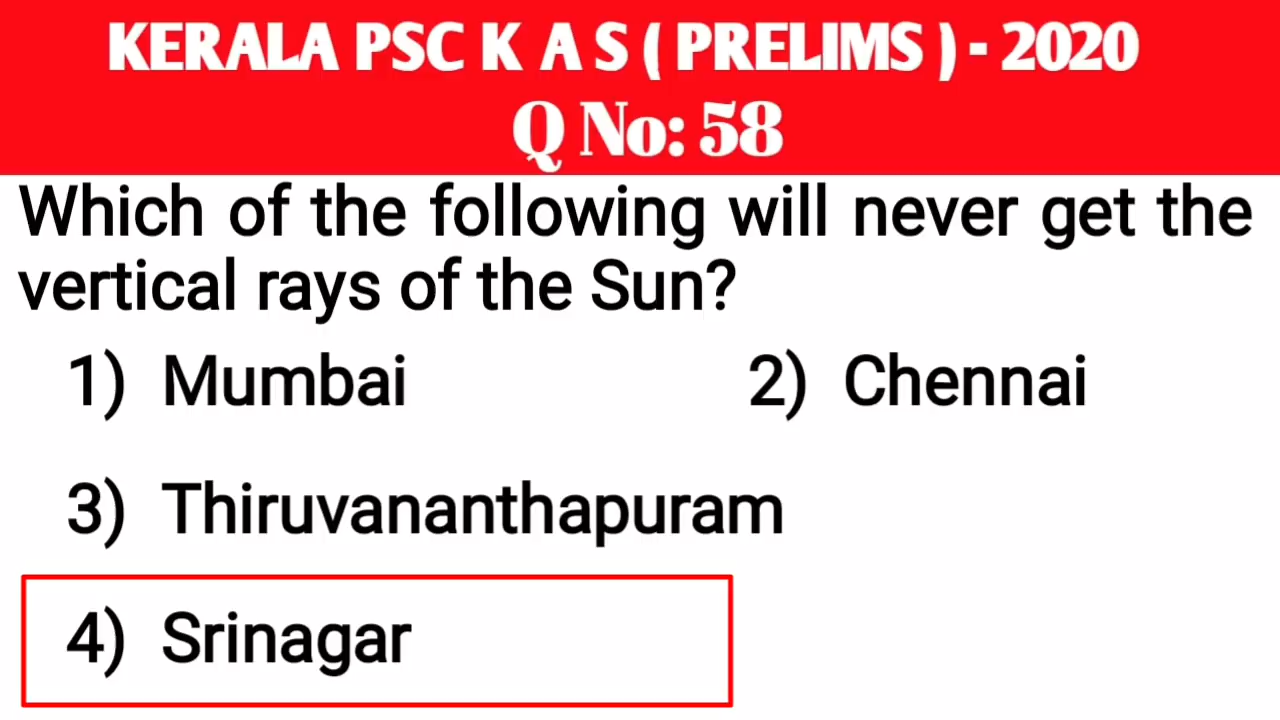 KERALA PSC K A S ( PRELIMS ) - 2020
Q No: 58
Which of the following will never get the
vertical rays of the Sun?
1) Mumbai 2) Chennai
3) Thiruvananthapuram
4) Srinagar